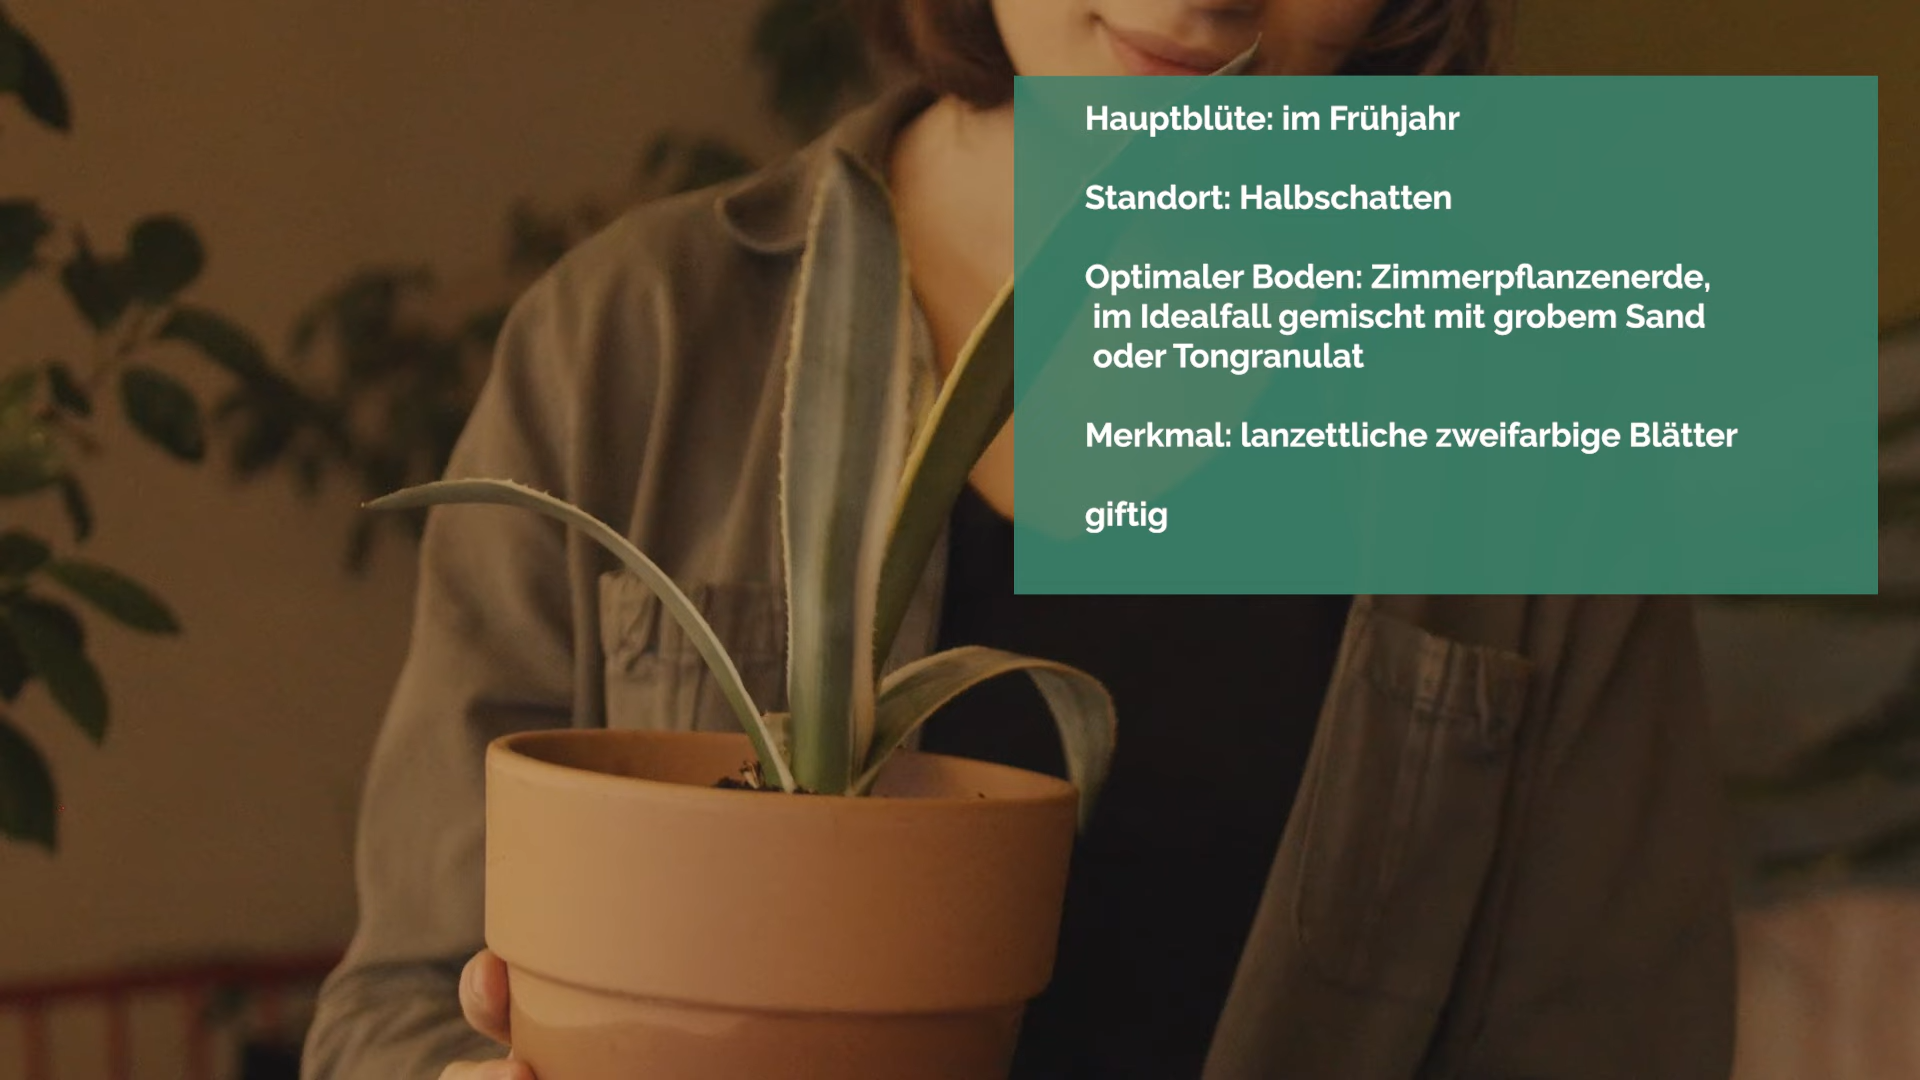 Hauptblüte: im Frühjahr
Standort: Halbschatten
Optimaler Boden: Zimmerpflanzenerde,
im Idealfall gemischt mit grobem Sand
oder Tongranulat
Merkmal: lanzettliche zweifarbige Blätter
giftig